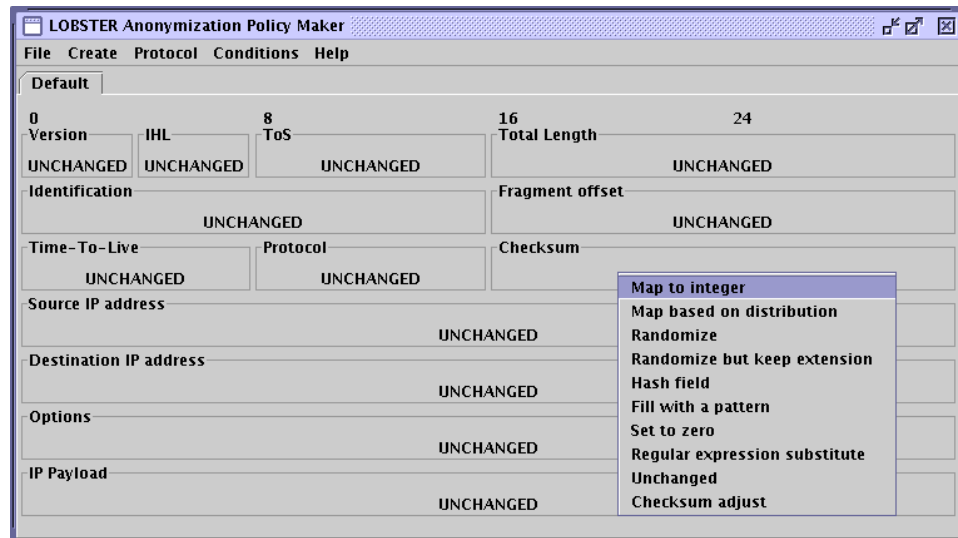 LOBSTER Anonymization Policy Maker
File Create Protocol Conditions Help
Default
0 8 16 24
Version IHL ToS Total Length
UNCHANGED UNCHANGED UNCHANGED UNCHANGED
Identification Fragment offset
UNCHANGED UNCHANGED
Time-To-Live Protocol Checksum
UNCHANGED UNCHANGED
Source IP address
UNCHANGED
Destination IP address
UNCHANGED
Options
UNCHANGED
IP Payload
UNCHANGED
Map to integer
Map based on distribution
Randomize
Randomize but keep extension
Hash field
Fill with a pattern
Set to zero
Regular expression substitute
Unchanged
Checksum adjust